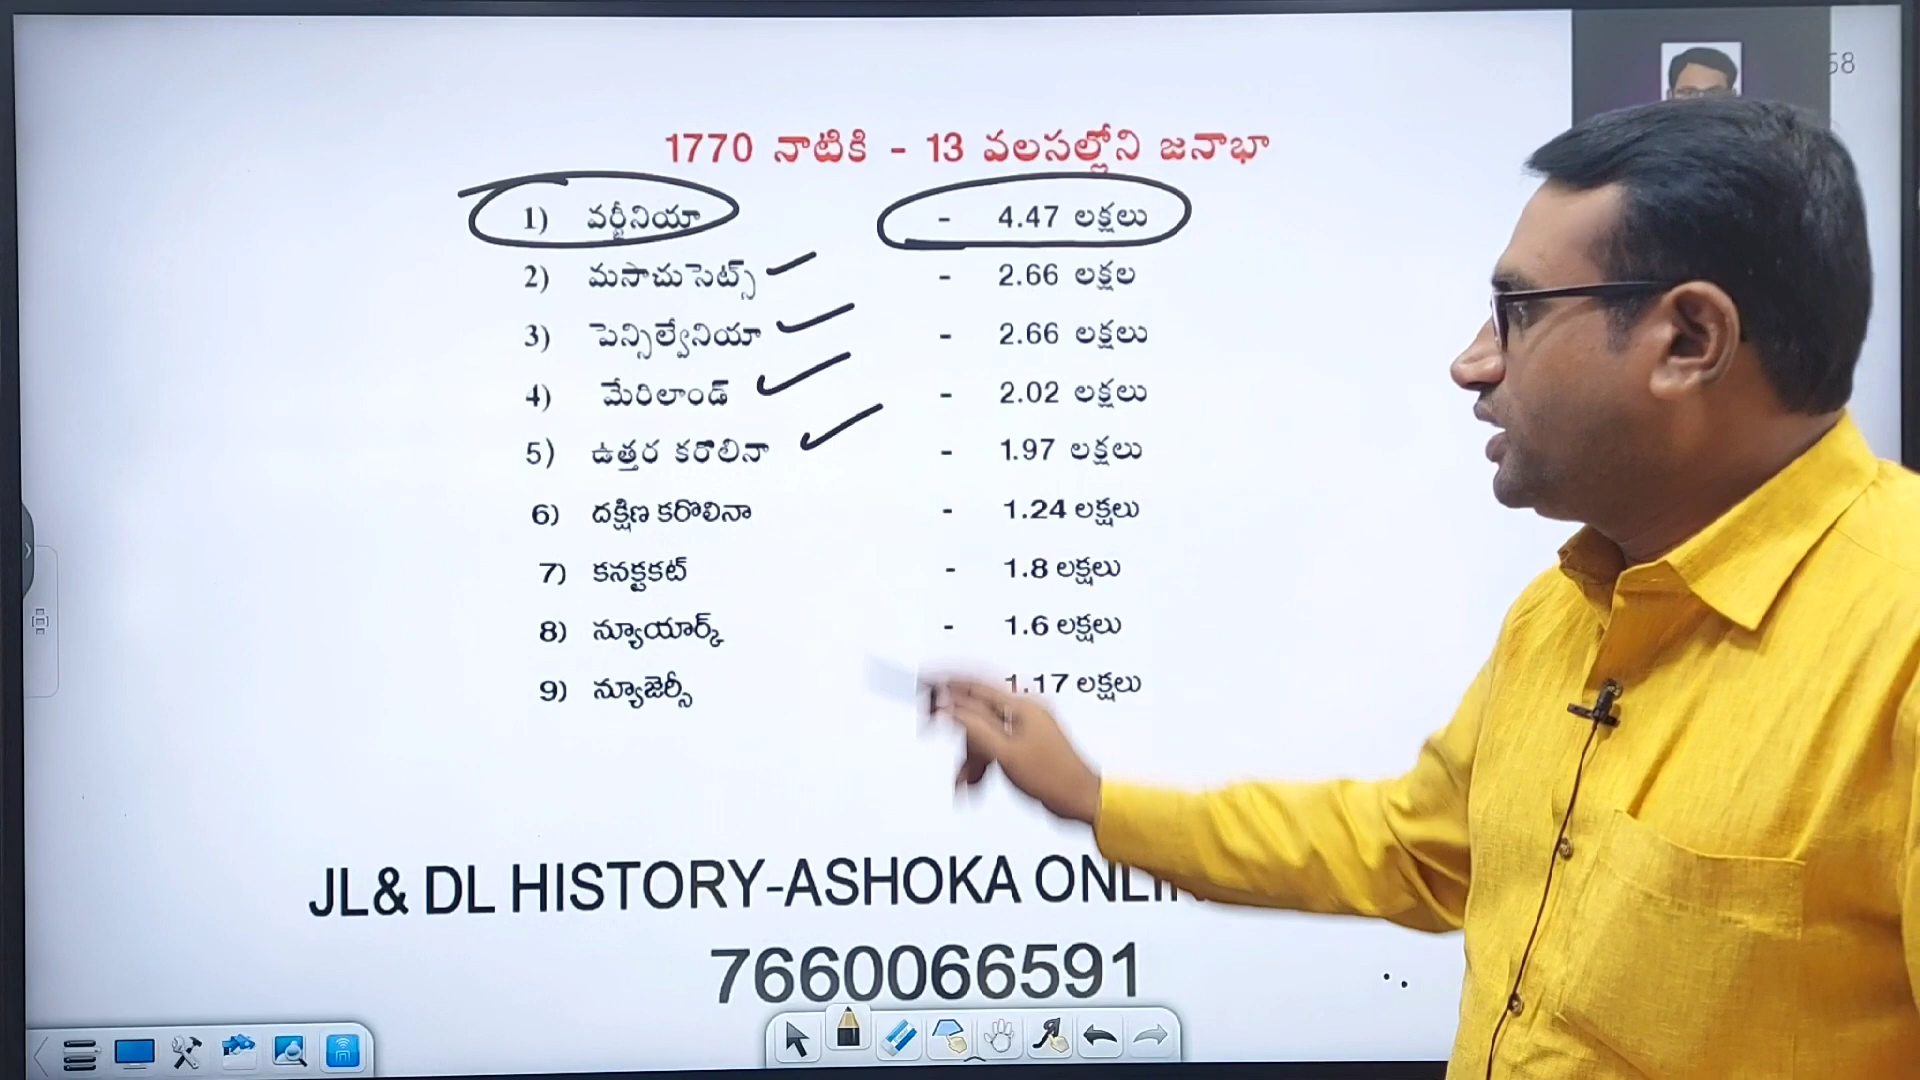 58
1770 నాటికి - 13 వలసల్లోని జనాభా
1) వర్జీనియా - 4.47 లక్షలు
2) మసాచుసెట్స్ - 2.66 లక్షల
3) పెన్సిల్వేనియా - 2.66 లక్షలు
4) మేరిలాండ్ - 2.02 లక్షలు
5) ఉత్తర కరోలినా - 1.97 లక్షలు
6) దక్షిణ కరొలినా - 1.24 లక్షలు
7) కనక్టకట్ - 1.8 లక్షలు
8) న్యూయార్క్ - 1.6 లక్షలు
9) న్యూజెర్సీ 1.17 లక్షలు
JL& DL HISTORY-ASHOKA
7660066591